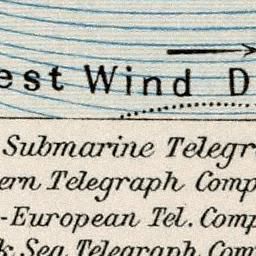 est Wind D
Submarine Telegr
ern Telegraph Comp
-European Tel. Comp
k Sea Telegraph Com